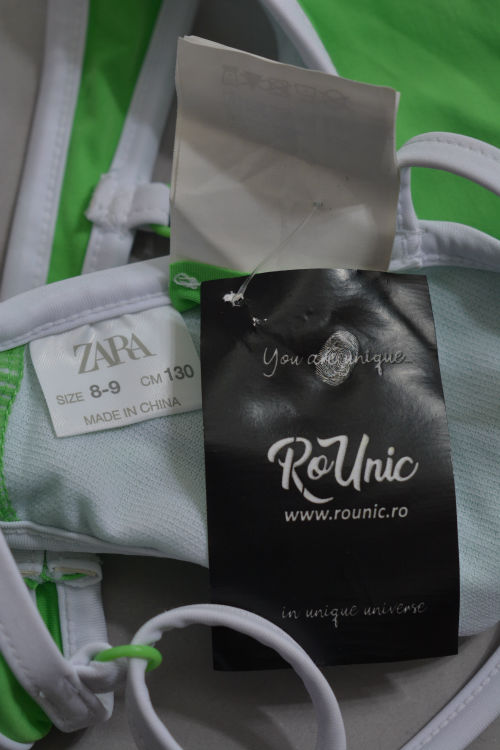 ZARA
SIZE 8-9 CM 130
MADE IN CHINA
You are unique
RoUnic
www.rounic.ro
in unique universe